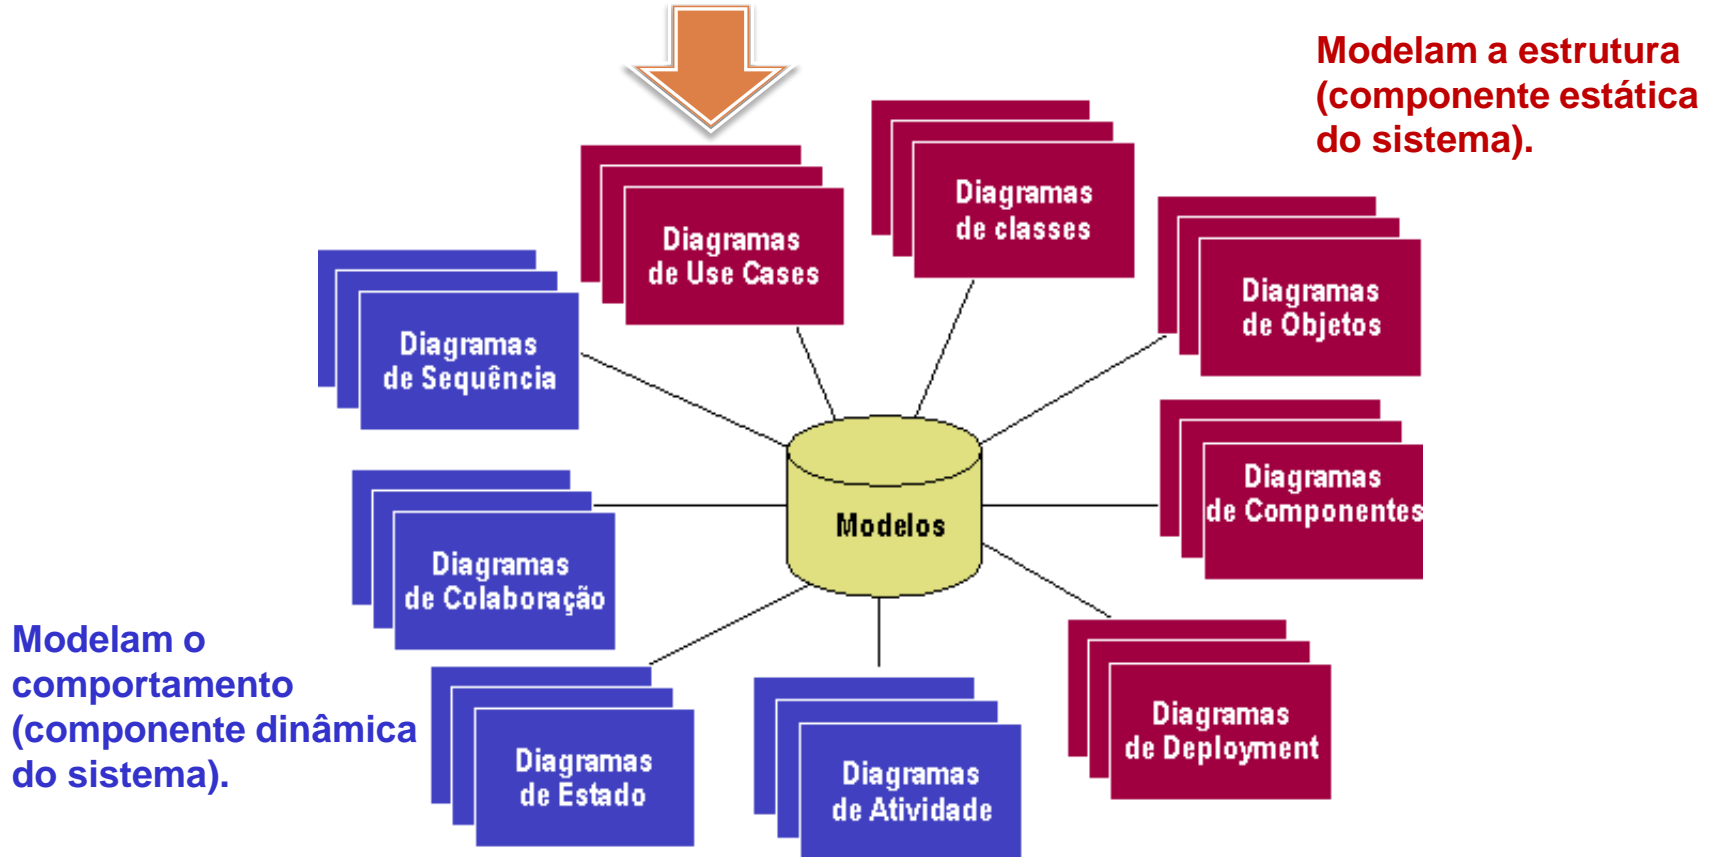 Modelam a estrutura
(componente estática
do sistema).
Diagramas
de classes
Diagramas
de Use Cases
Diagramas
de Objetos
Diagramas
de Sequência
Diagramas
de Componentes
Modelos
Diagramas
de Colaboração
Modelam o
comportamento
(componente dinâmica
do sistema).
Diagramas
de Deployment
Diagramas
de Estado
Diagramas
de Atividade